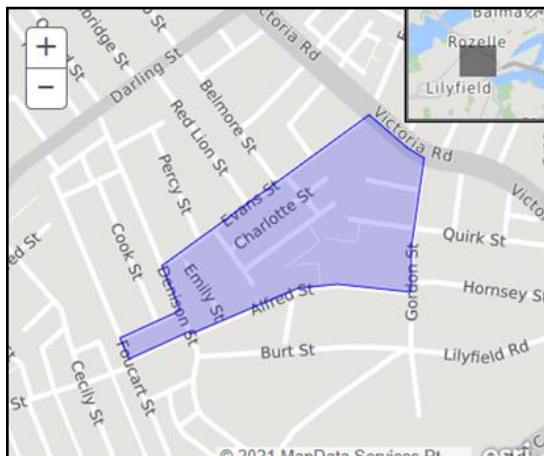 +
−
Darling St
Victoria Rd
Balmain
Rozelle
Lilyfield
Belmore St
Red Lion St
Victoria Rd
Percy St
Evans St
Charlotte St
Cook St
Denison St
Emily St
Alfred St
Quirk St
Gordon St
Hornsey St
Burt St
Lilyfield Rd
Foucart St
Cecily St
St
© 2021 MapData Services Pt